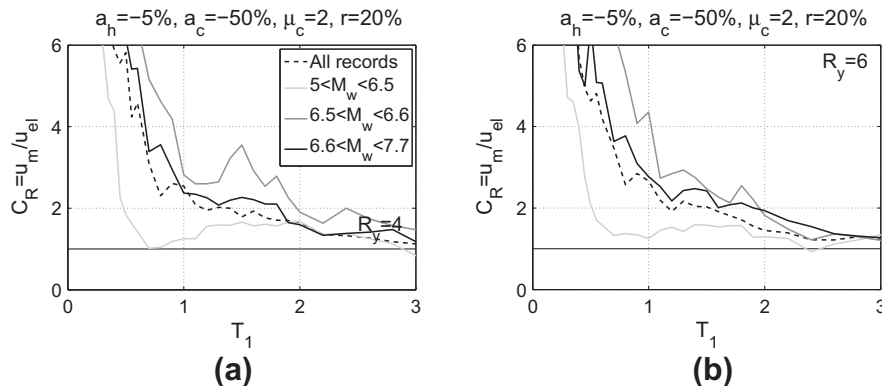 a_h=−5%, a_c=−50%, μ_c=2, r=20%
6
4
2
0
C_R=u_m/u_el
All records
5<M_w<6.5
6.5<M_w<6.6
6.6<M_w<7.7
R_y=4
0 1 2 3
T_1
(a)
a_h=−5%, a_c=−50%, μ_c=2, r=20%
6
4
2
0
C_R=u_m/u_el
R_y=6
0 1 2 3
T_1
(b)